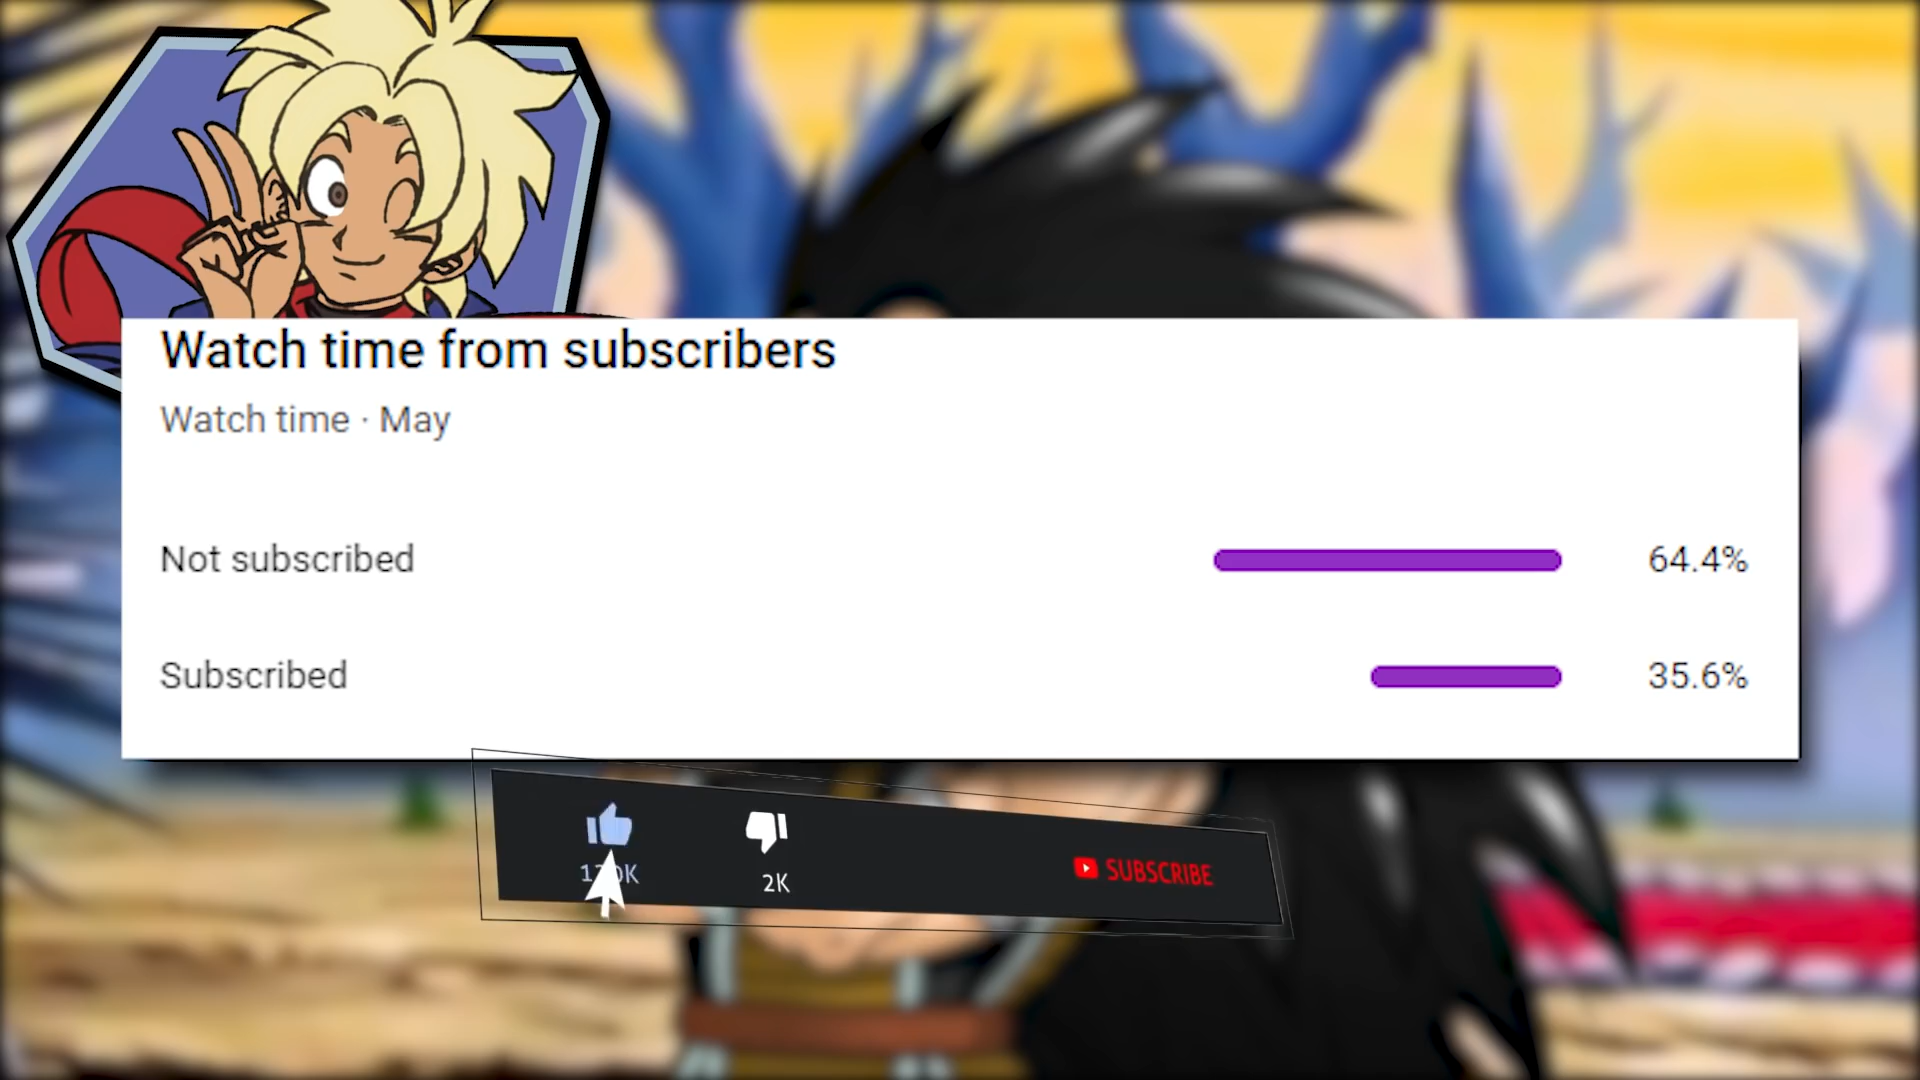 Watch time from subscribers
Watch time · May
Not subscribed 64.4%
Subscribed 35.6%
2K
SUBSCRIBE